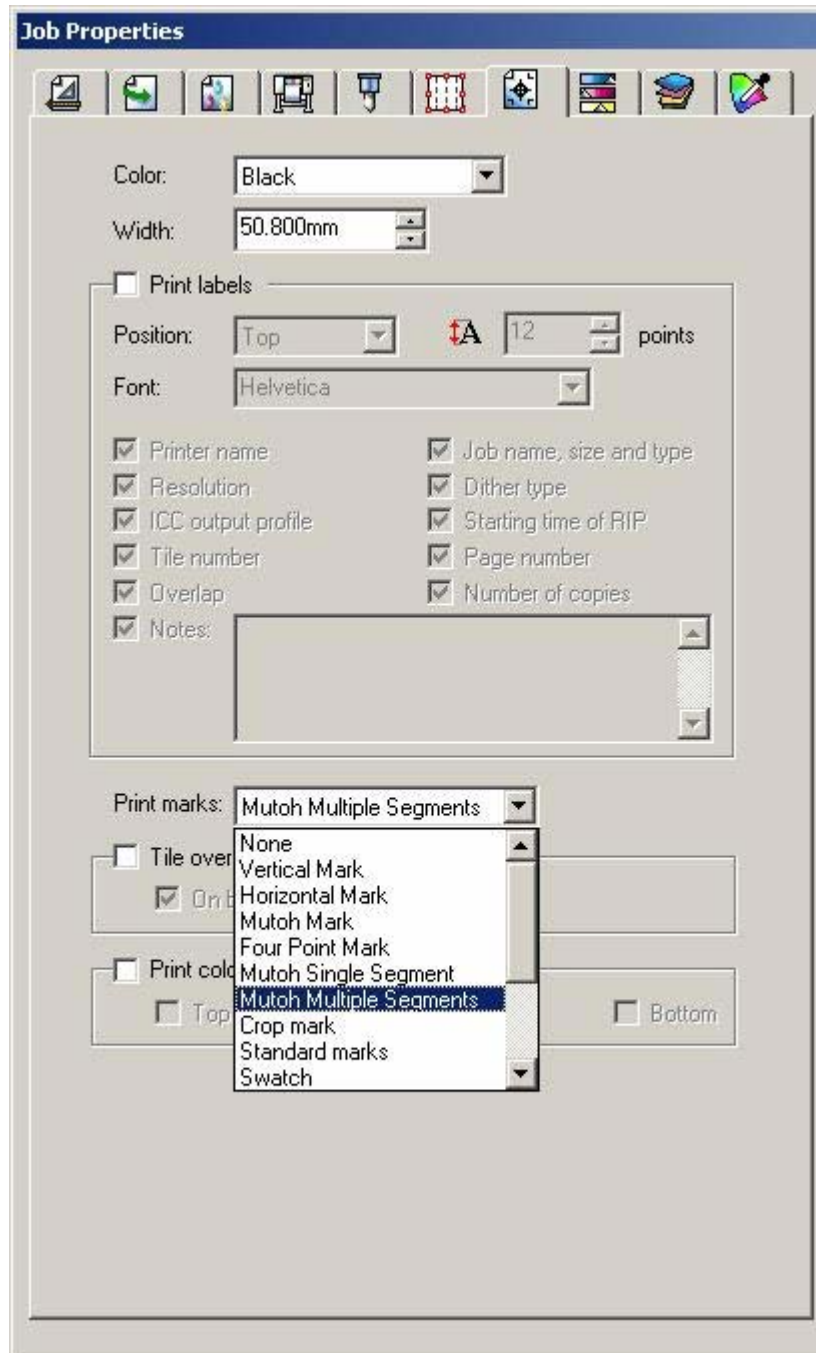 Job Properties
Color: Black
Width: 50.800mm
Print labels
Position: Top A 12 points
Font: Helvetica
Printer name Job name, size and type
Resolution Dither type
ICC output profile Starting time of RIP
Tile number Page number
Overlap Number of copies
Notes:
Print marks: Mutoh Multiple Segments
None
Tile over
Vertical Mark
On b
Horizontal Mark
Mutoh Mark
Four Point Mark
Print colo
Mutoh Single Segment
Mutoh Multiple Segments
Top Bottom
Crop mark
Standard marks
Swatch